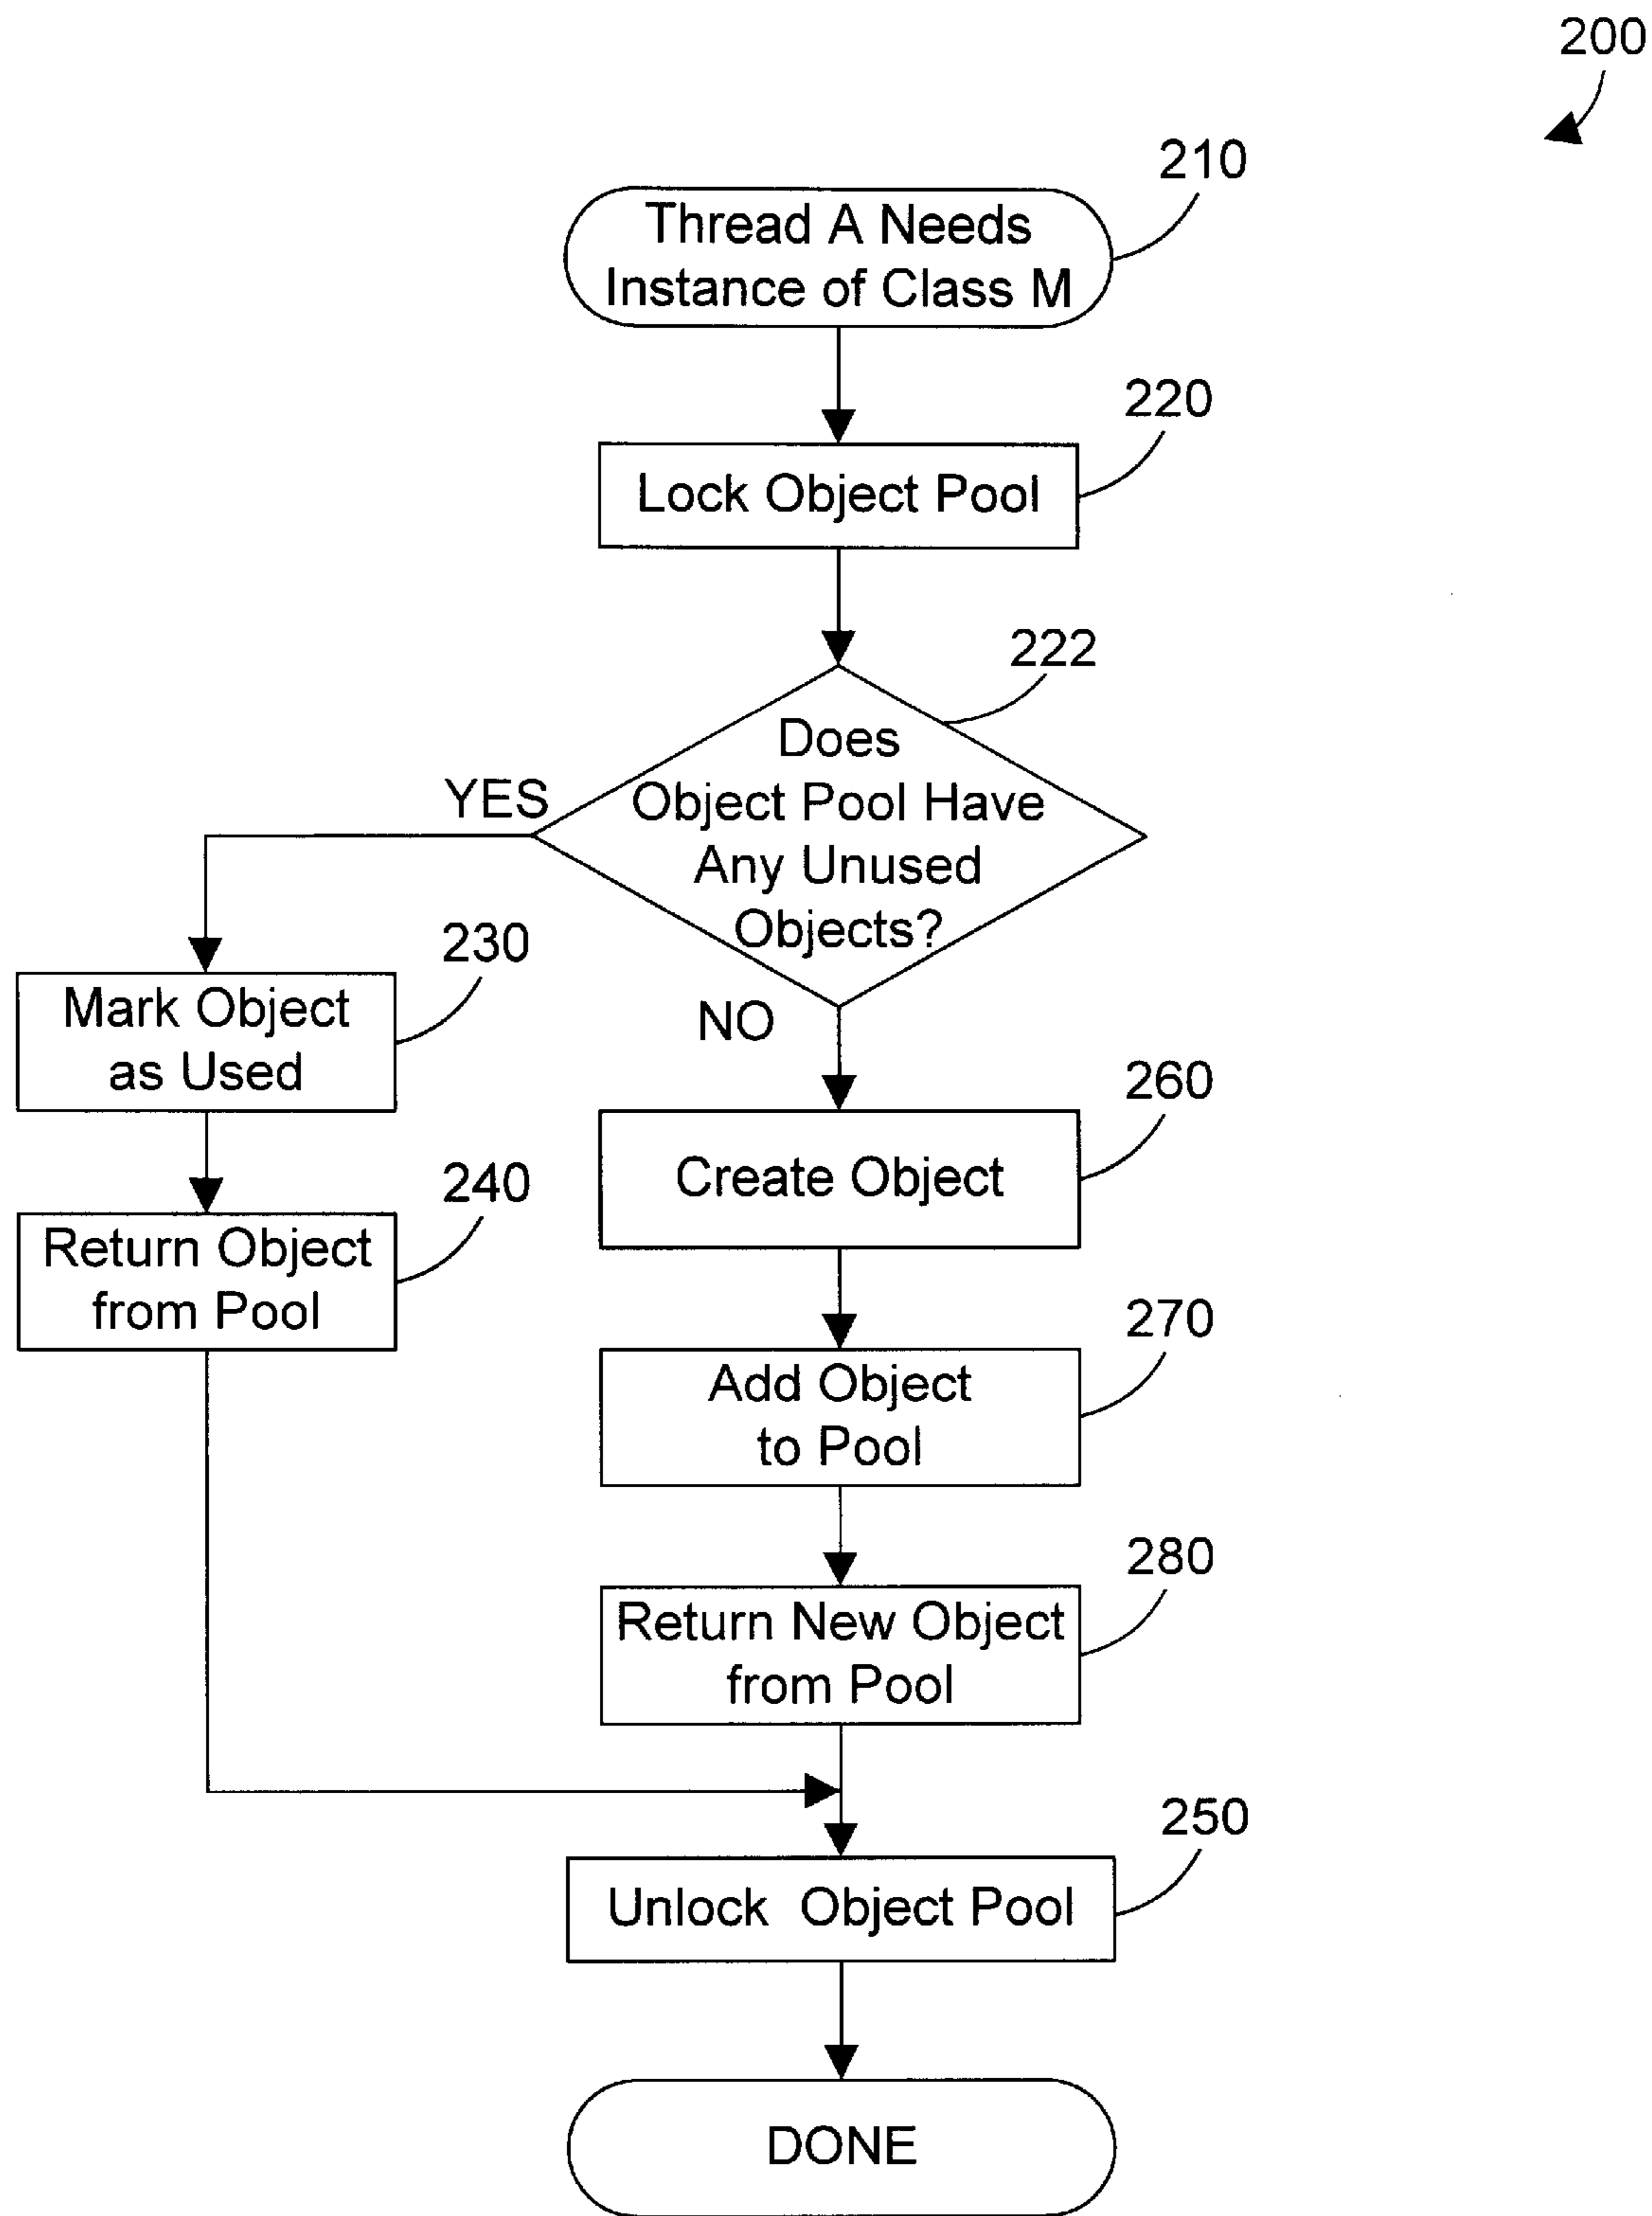 200
210
Thread A Needs
Instance of Class M
220
Lock Object Pool
222
Does
Object Pool Have
Any Unused
Objects?
YES
NO
230
Mark Object
as Used
240
Return Object
from Pool
260
Create Object
270
Add Object
to Pool
280
Return New Object
from Pool
250
Unlock Object Pool
DONE